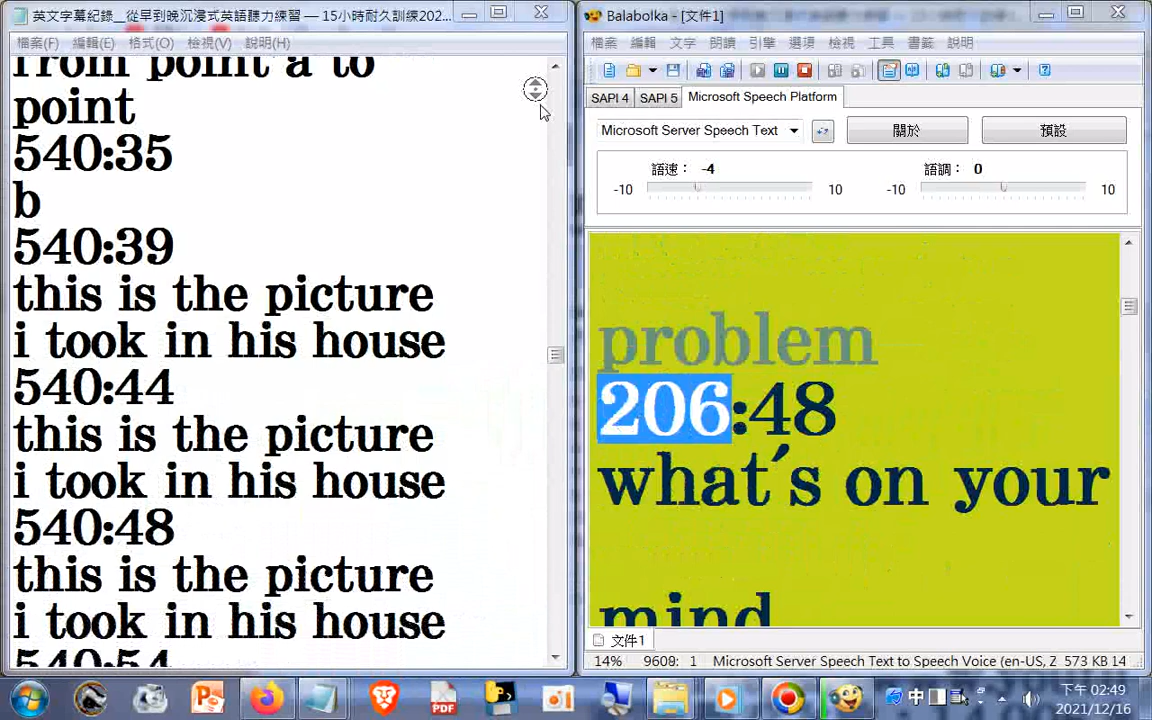 英文字幕紀錄__從早到晚沉浸式英語聽力練習 — 15小時耐久訓練202...
檔案(F) 編輯(E) 格式(O) 檢視(V) 說明(H)
From point a to
point
540:35
b
540:39
this is the picture
i took in his house
540:44
this is the picture
i took in his house
540:48
this is the picture
i took in his house
540:54
Balabolka - [文件1]
檔案 編輯 文字 朗讀 引擎 選項 檢視 工具 書籤 說明
SAPI 4 SAPI 5 Microsoft Speech Platform
Microsoft Server Speech Text 關於 預設
語速： -4 語調： 0
-10 10 -10 10
problem
206:48
what´s on your
mind
文件1
14% 9608: 1 Microsoft Server Speech Text to Speech Voice (en-US, Z 573 KB 14
PDF
中
下午 02:49
2021/12/16